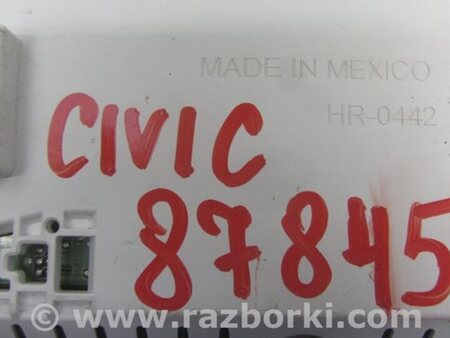 MADE IN MEXICO
HR-0442
CIVIC
87845
www.razborki.com